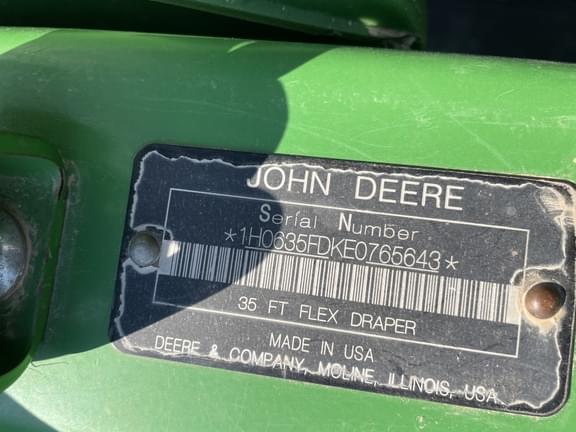 JOHN DEERE
Serial Number
*1H0635FDKE0765643*
35 FT FLEX DRAPER
MADE IN USA
DEERE & COMPANY, MOLINE, ILLINOIS, USA